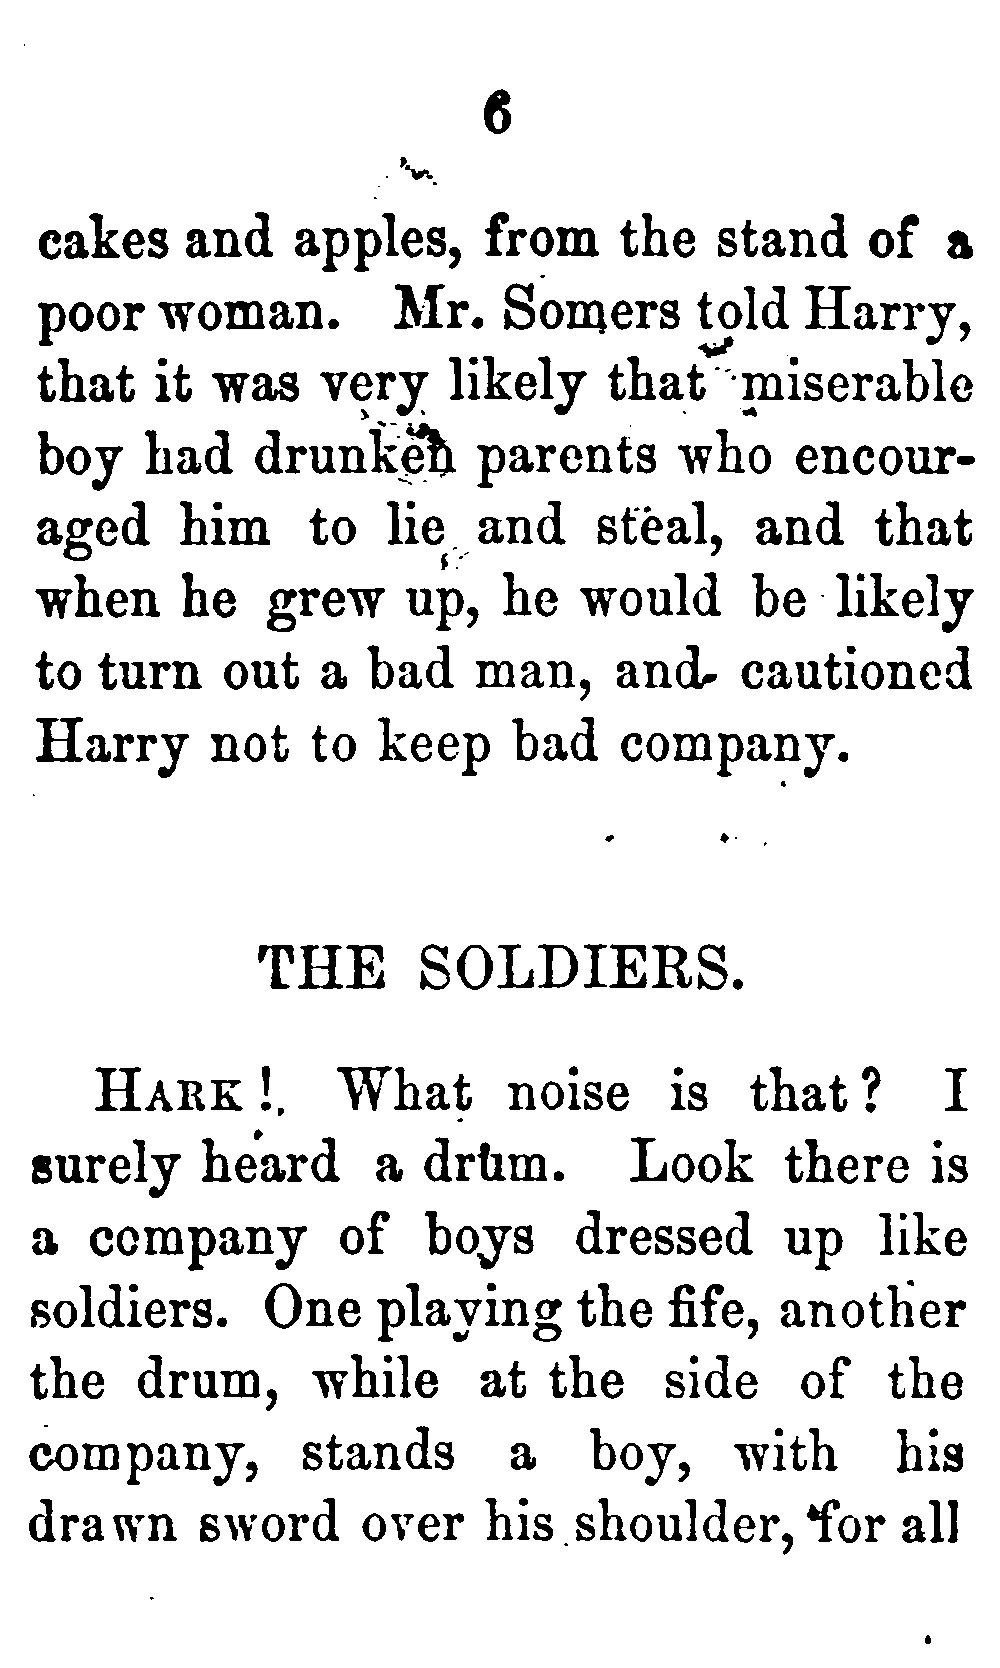 6
cakes and apples, from the stand of a
poor woman. Mr. Somers told Harry,
that it was very likely that miserable
boy had drunken parents who encour-
aged him to lie and steal, and that
when he grew up, he would be likely
to turn out a bad man, and cautioned
Harry not to keep bad company.
THE SOLDIERS.
HARK! What noise is that? I
surely heard a drum. Look there is
a company of boys dressed up like
soldiers. One playing the fife, another
the drum, while at the side of the
company, stands a boy, with his
drawn sword over his shoulder, for all